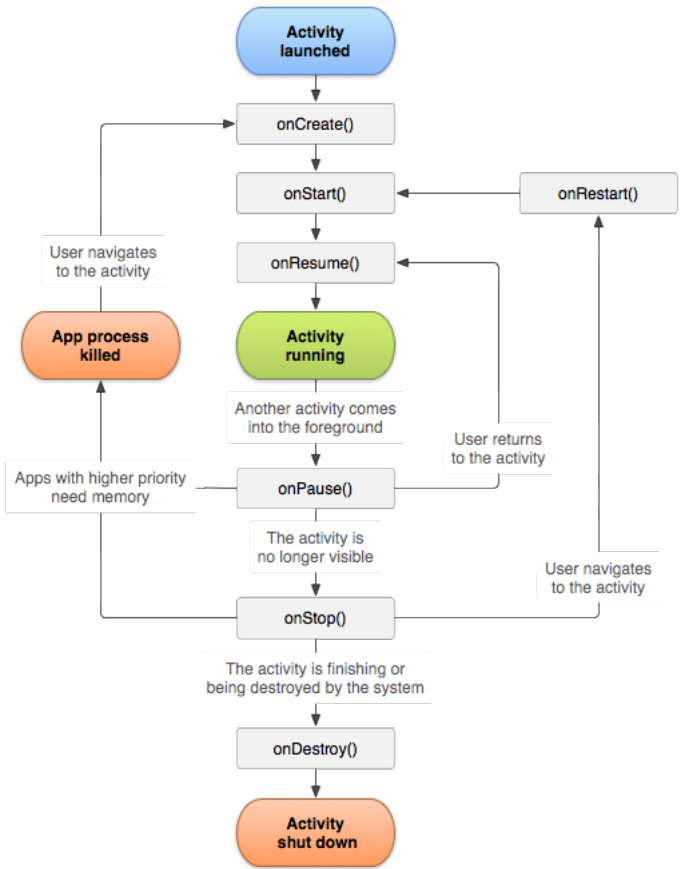 Activity
launched
onCreate()
onStart()
onRestart()
User navigates
to the activity
onResume()
App process
killed
Activity
running
Another activity comes
into the foreground
User returns
to the activity
Apps with higher priority
need memory
onPause()
The activity is
no longer visible
User navigates
to the activity
onStop()
The activity is finishing or
being destroyed by the system
onDestroy()
Activity
shut down